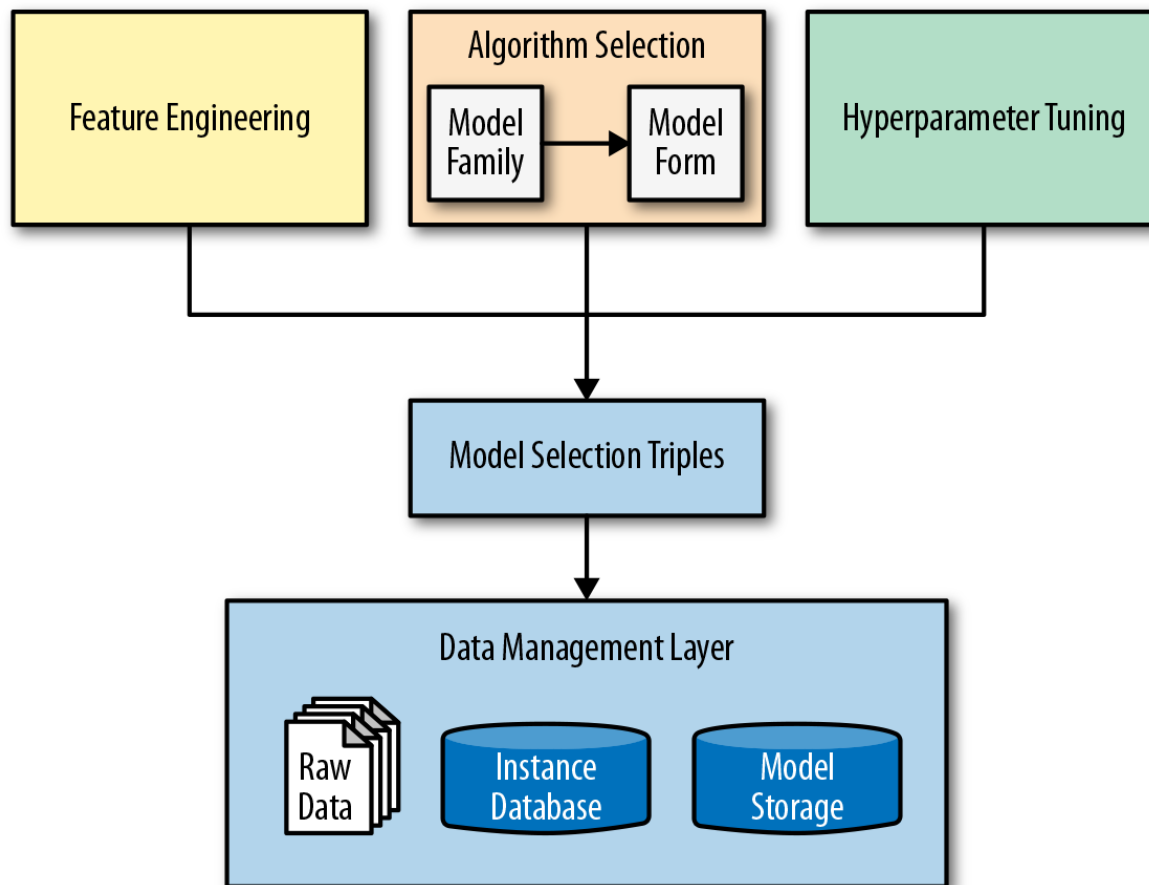 Feature Engineering
Algorithm Selection
Model
Family
Model
Form
Hyperparameter Tuning
Model Selection Triples
Data Management Layer
Raw
Data
Instance
Database
Model
Storage